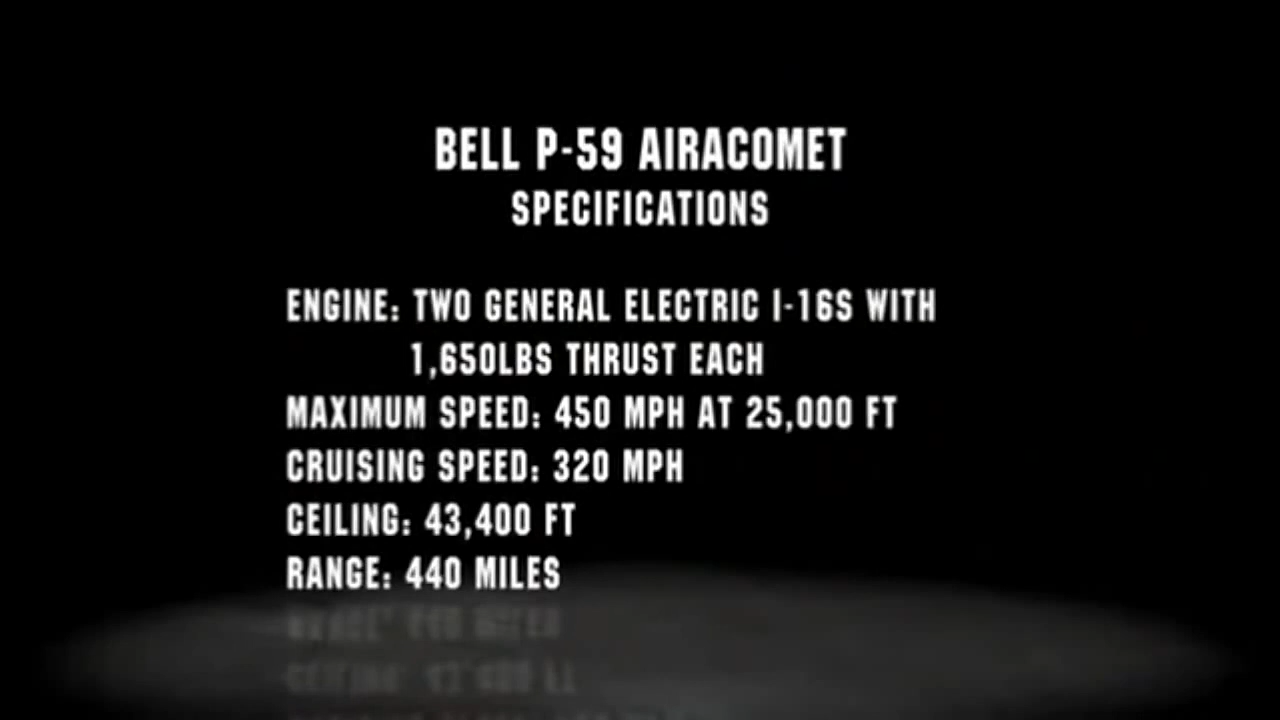 BELL P-59 AIRACOMET
SPECIFICATIONS
ENGINE: TWO GENERAL ELECTRIC I-16S WITH
1,650LBS THRUST EACH
MAXIMUM SPEED: 450 MPH AT 25,000 FT
CRUISING SPEED: 320 MPH
CEILING: 43,400 FT
RANGE: 440 MILES